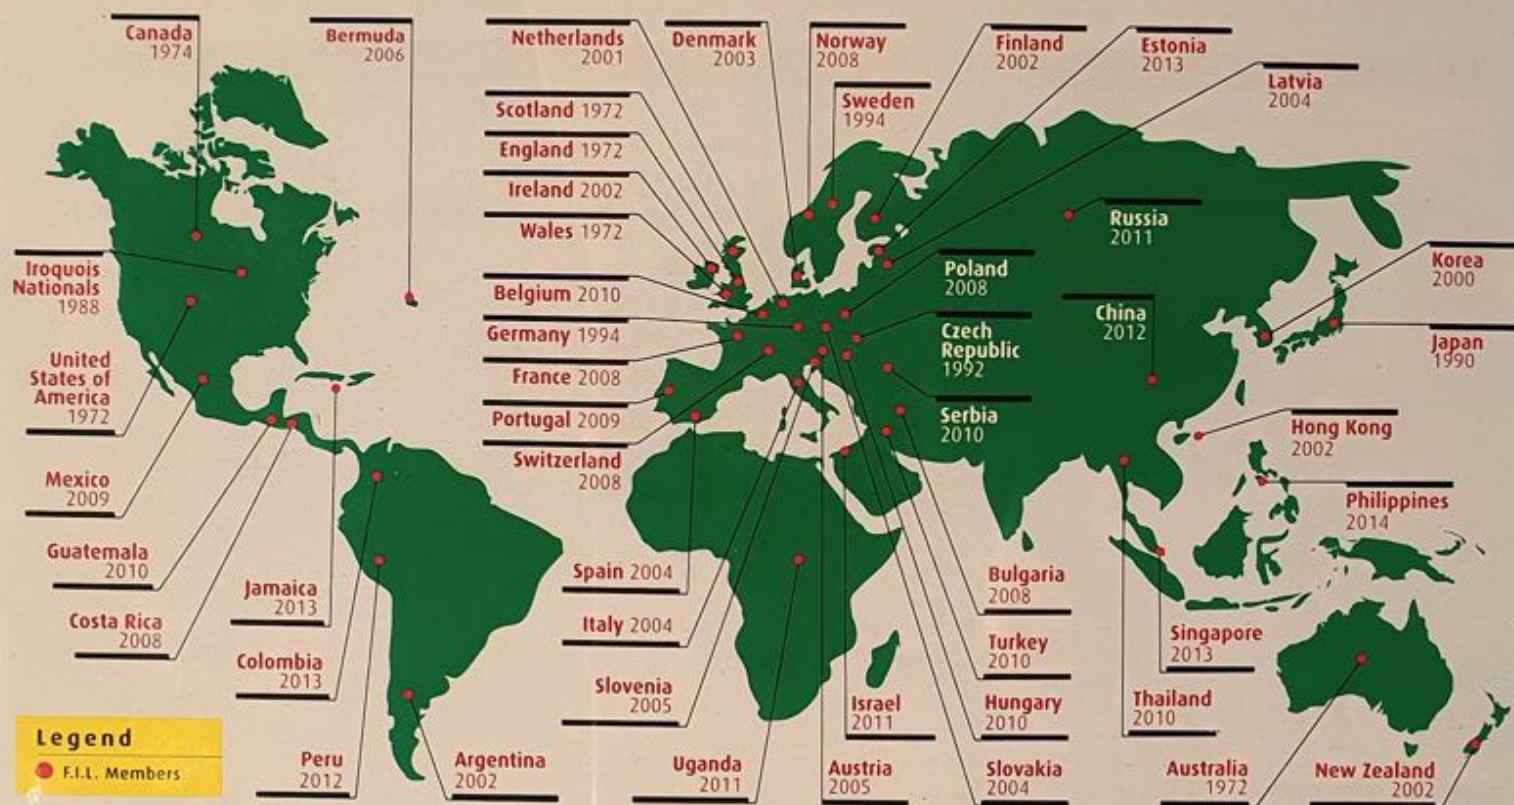 Canada
1974
Bermuda
2006
Netherlands
2001
Denmark
2003
Norway
2008
Finland
2002
Estonia
2013
Latvia
2004
Sweden
1994
Scotland 1972
England 1972
Ireland 2002
Wales 1972
Belgium 2010
Germany 1994
France 2008
Portugal 2009
Switzerland
2008
Iroquois
Nationals
1988
United
States of
America
1972
Mexico
2009
Guatemala
2010
Costa Rica
2008
Jamaica
2013
Colombia
2013
Peru
2012
Argentina
2002
Russia
2011
Poland
2008
China
2012
Czech
Republic
1992
Serbia
2010
Korea
2000
Japan
1990
Hong Kong
2002
Philippines
2014
Spain 2004
Italy 2004
Slovenia
2005
Uganda
2011
Israel
2011
Austria
2005
Bulgaria
2008
Turkey
2010
Hungary
2010
Slovakia
2004
Singapore
2013
Thailand
2010
Australia
1972
New Zealand
2002
Legend
F.I.L. Members